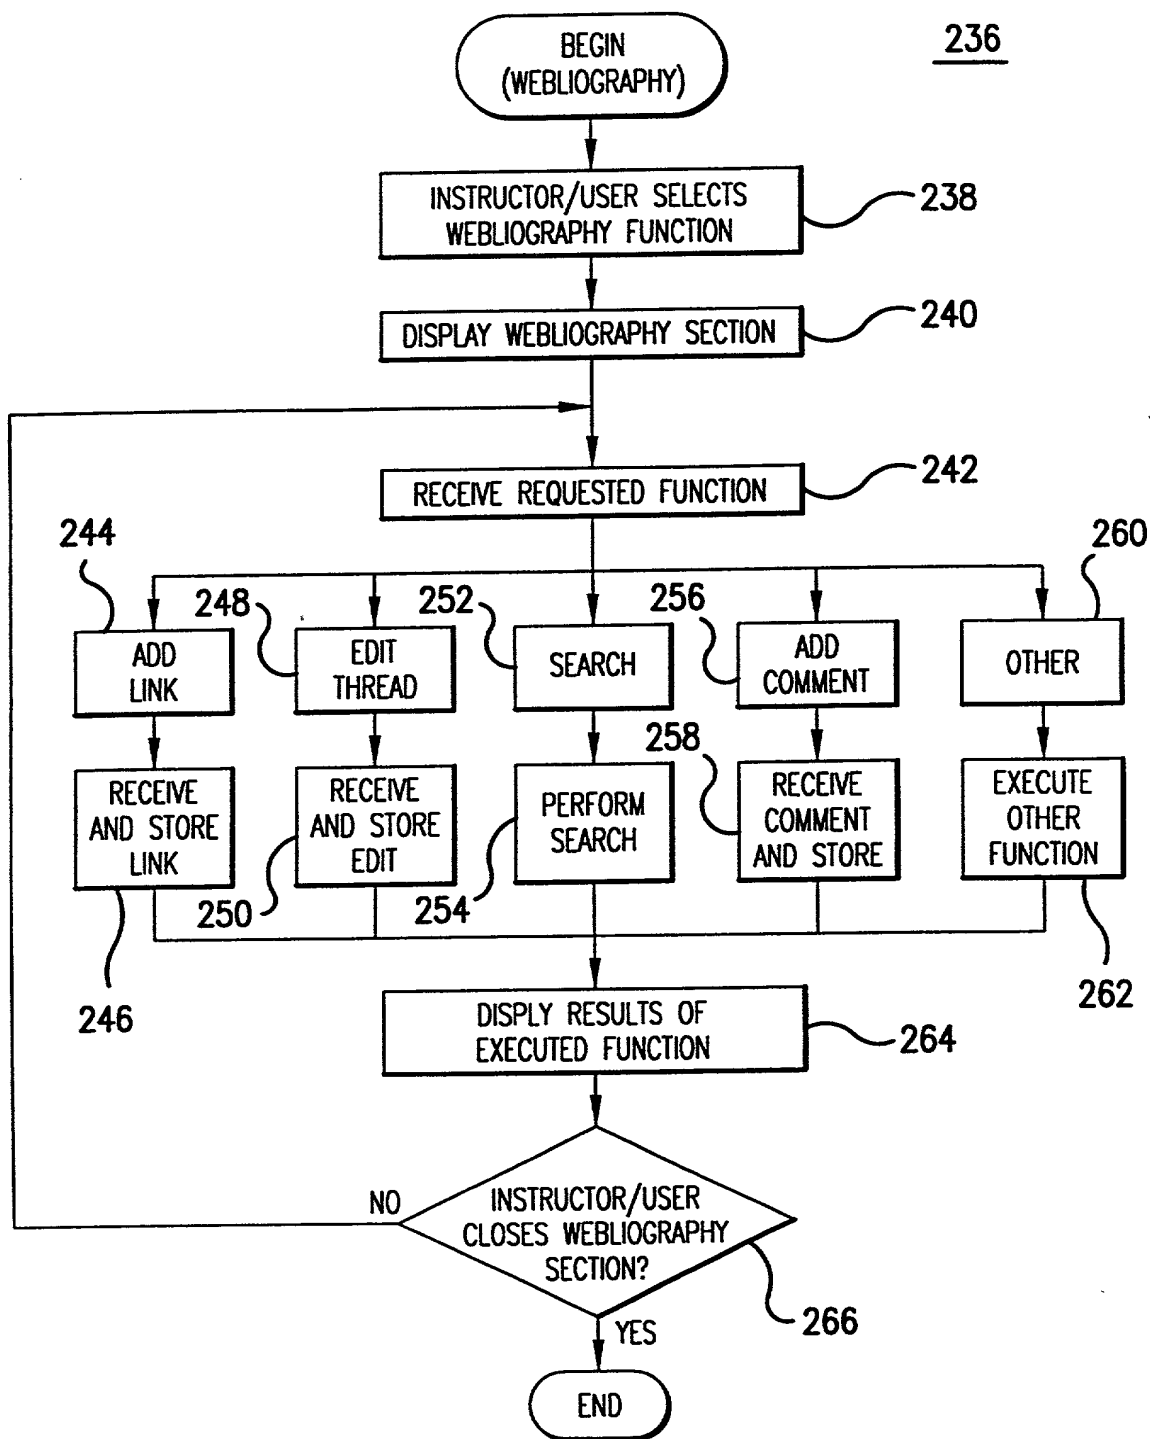 236
BEGIN
(WEBLIOGRAPHY)
INSTRUCTOR/USER SELECTS
WEBLIOGRAPHY FUNCTION
238
DISPLAY WEBLIOGRAPHY SECTION
240
RECEIVE REQUESTED FUNCTION
242
244
ADD
LINK
248
EDIT
THREAD
252
SEARCH
256
ADD
COMMENT
260
OTHER
RECEIVE
AND STORE
LINK
246
RECEIVE
AND STORE
EDIT
250
PERFORM
SEARCH
254
258
RECEIVE
COMMENT
AND STORE
EXECUTE
OTHER
FUNCTION
262
DISPLY RESULTS OF
EXECUTED FUNCTION
264
INSTRUCTOR/USER
CLOSES WEBLIOGRAPHY
SECTION?
266
NO
YES
END